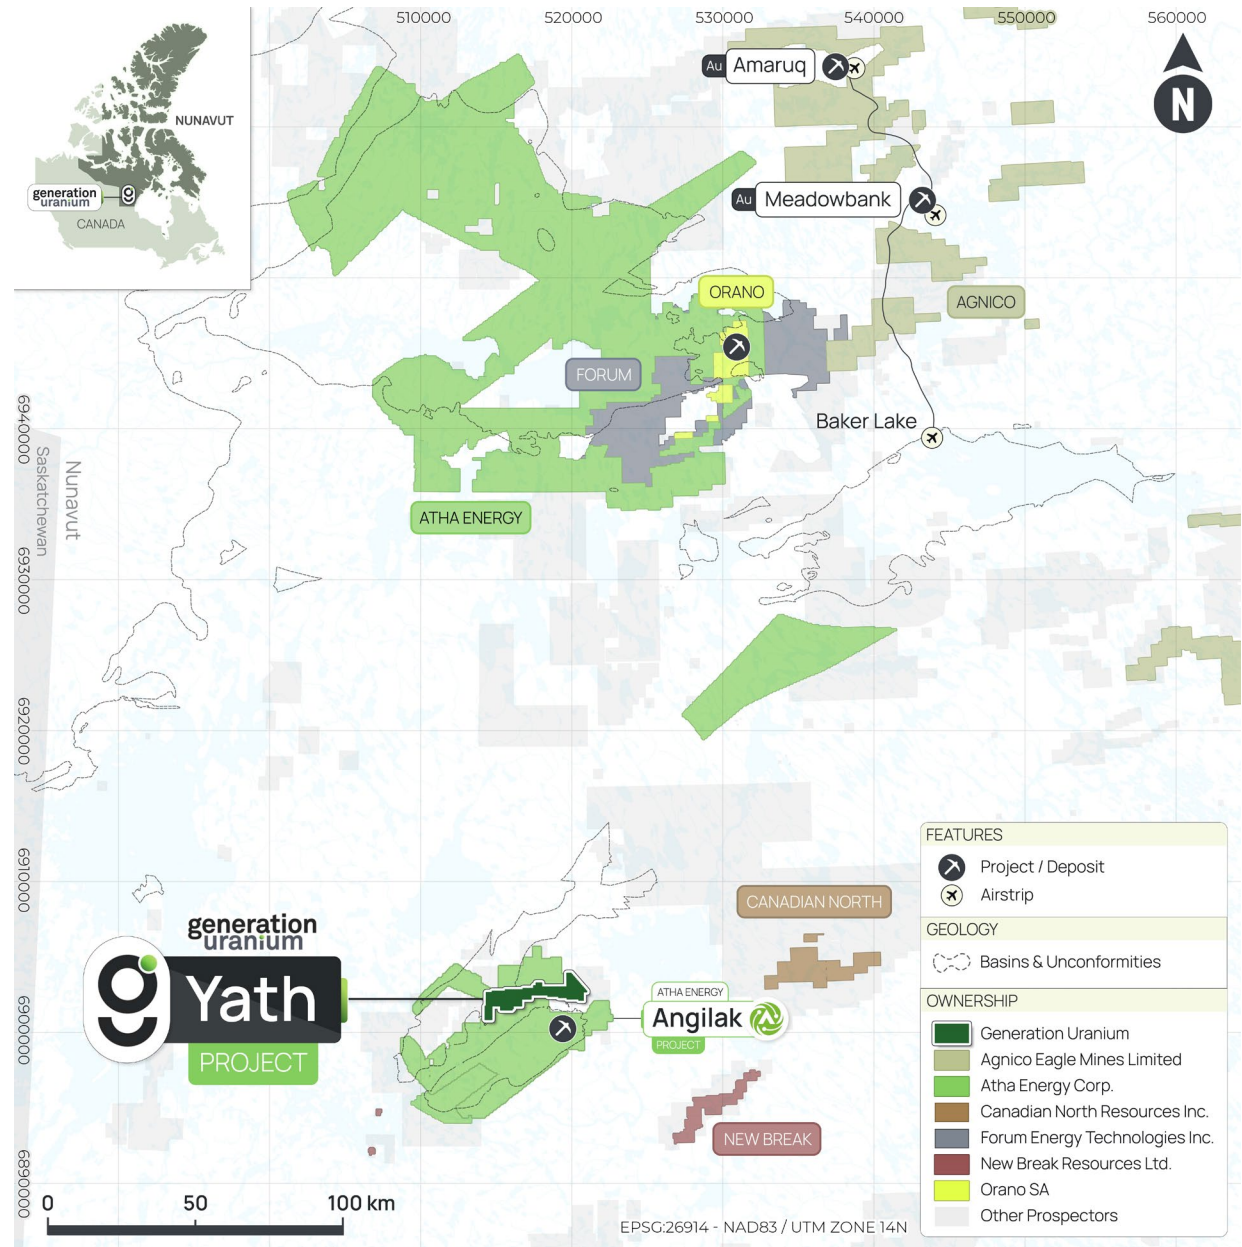 510000
520000
530000
540000
550000
560000
NUNAVUT
generation
uranium
CANADA
Au
Amaruq
N
Au
Meadowbank
ORANO
AGNICO
FORUM
Baker Lake
ATHA ENERGY
6940000
Saskatchewan
Nunavut
6930000
6920000
6910000
6900000
6890000
generation
uranium
g
Yath
PROJECT
CANADIAN NORTH
ATHA ENERGY
Angilak
PROJECT
NEW BREAK
FEATURES
Project / Deposit
Airstrip
GEOLOGY
Basins & Unconformities
OWNERSHIP
Generation Uranium
Agnico Eagle Mines Limited
Atha Energy Corp.
Canadian North Resources Inc.
Forum Energy Technologies Inc.
New Break Resources Ltd.
Orano SA
Other Prospectors
0 50 100 km
EPSG:26914 - NAD83 / UTM ZONE 14N